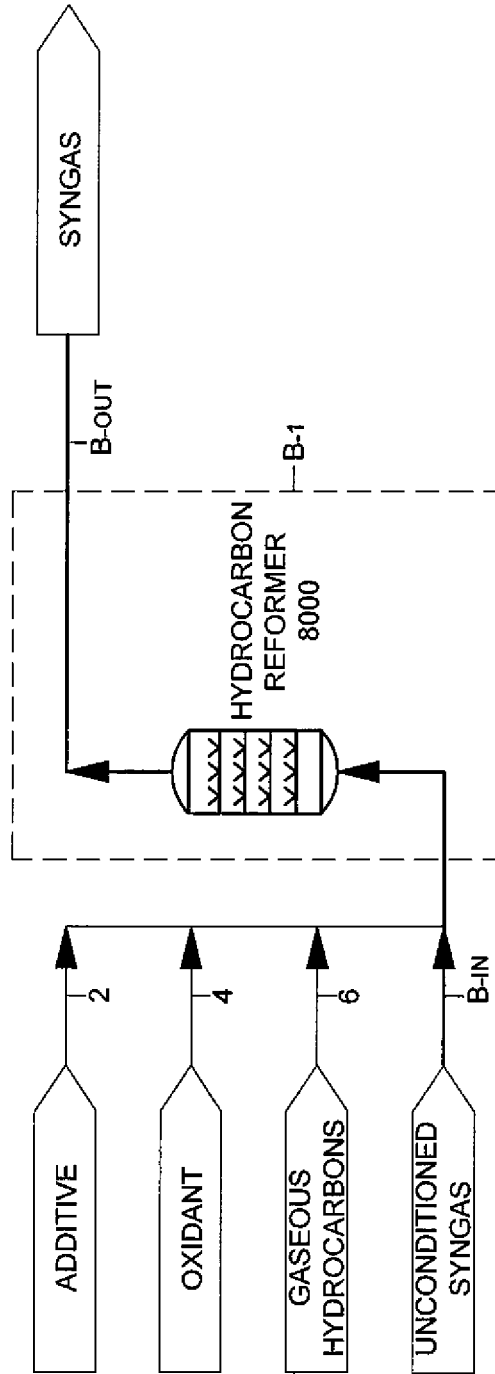 ADDITIVE
2
OXIDANT
4
GASEOUS
HYDROCARBONS
6
UNCONDITIONED
SYNGAS
B-IN
HYDROCARBON
REFORMER
8000
B-1
B-OUT
SYNGAS